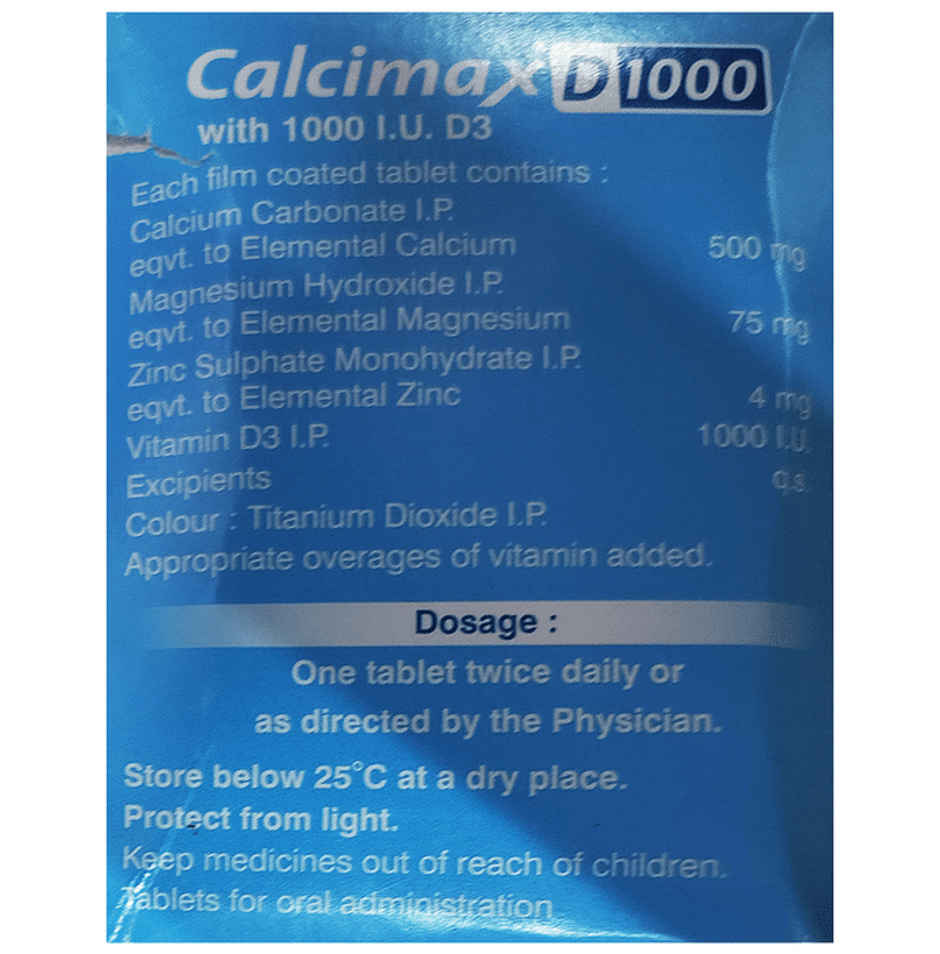 Calcimax D 1000
with 1000 I.U. D3
Each film coated tablet contains :
Calcium Carbonate I.P.
eqvt. to Elemental Calcium 500 mg
Magnesium Hydroxide I.P.
eqvt. to Elemental Magnesium 75 mg
Zinc Sulphate Monohydrate I.P.
eqvt. to Elemental Zinc 4 mg
Vitamin D3 I.P. 1000 I.U.
Excipients q.s.
Colour : Titanium Dioxide I.P.
Appropriate overages of vitamin added.
Dosage :
One tablet twice daily or
as directed by the Physician.
Store below 25°C at a dry place.
Protect from light.
Keep medicines out of reach of children.
Tablets for oral administration